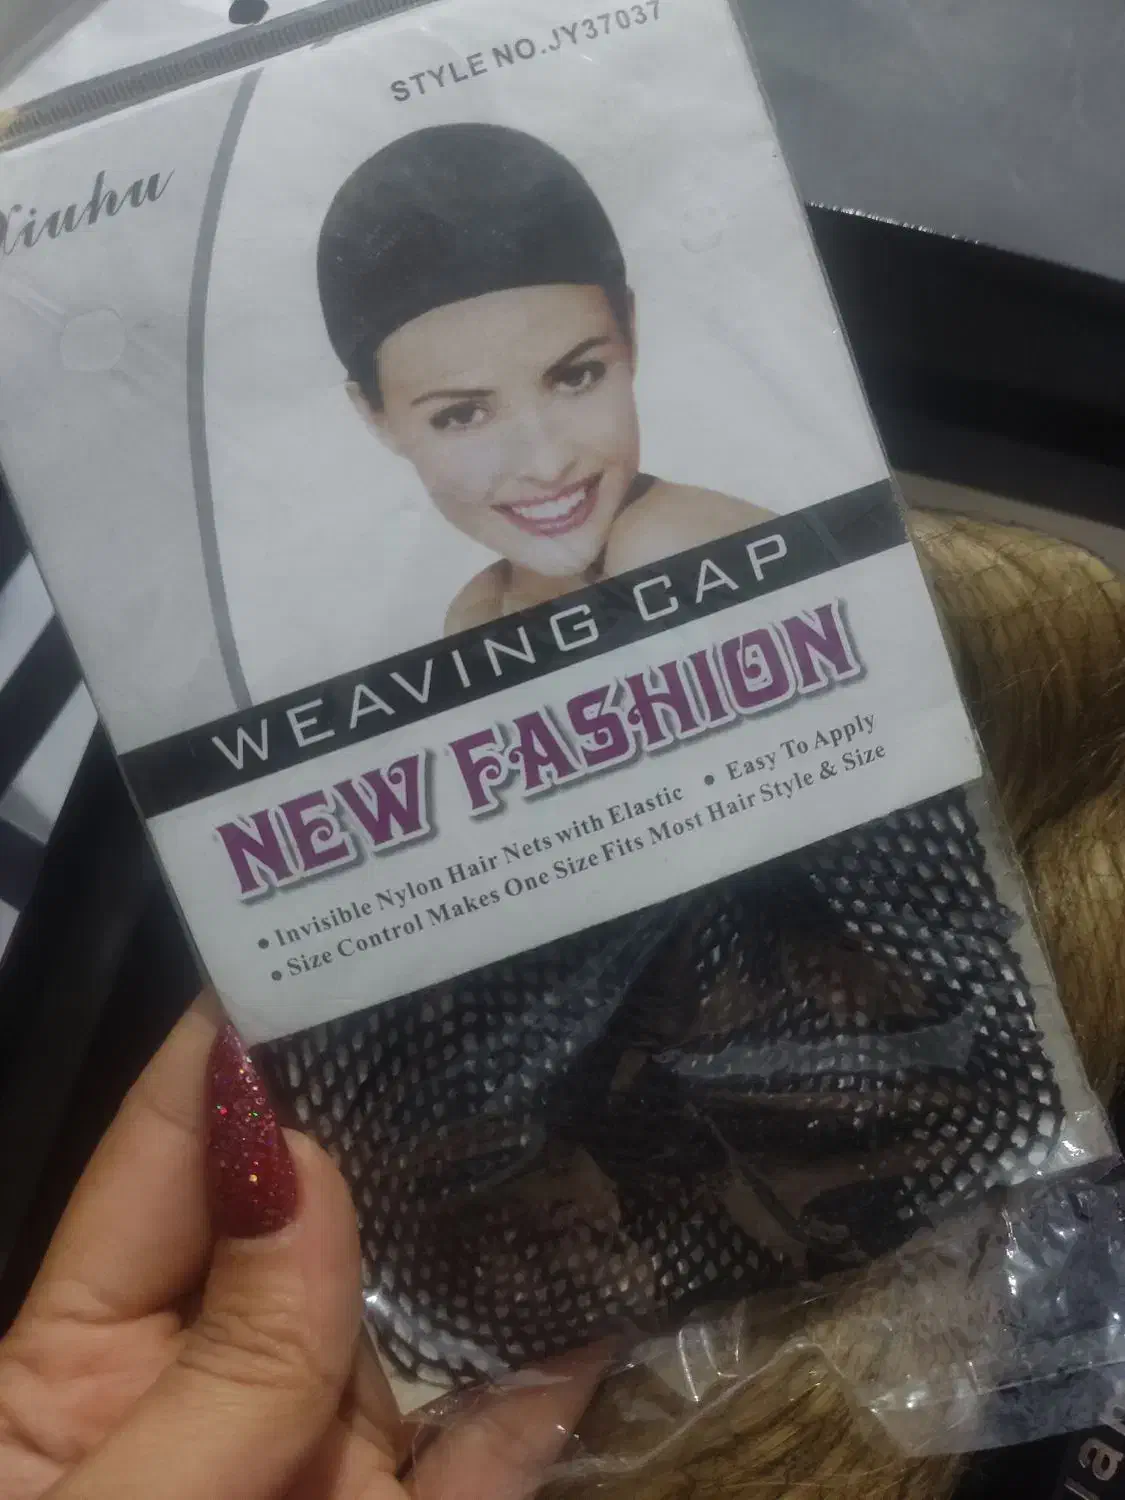 STYLE NO.JY37037
Xiuhu
WEAVING CAP
NEW FASHION
• Invisible Nylon Hair Nets with Elastic • Easy To Apply
• Size Control Makes One Size Fits Most Hair Style & Size